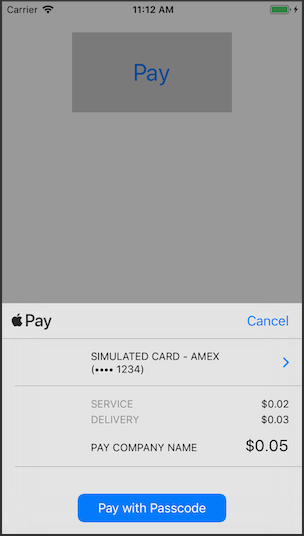 Carrier 11:12 AM
Pay
Pay Cancel
SIMULATED CARD - AMEX
(•••• 1234)
SERVICE $0.02
DELIVERY $0.03
PAY COMPANY NAME $0.05
Pay with Passcode